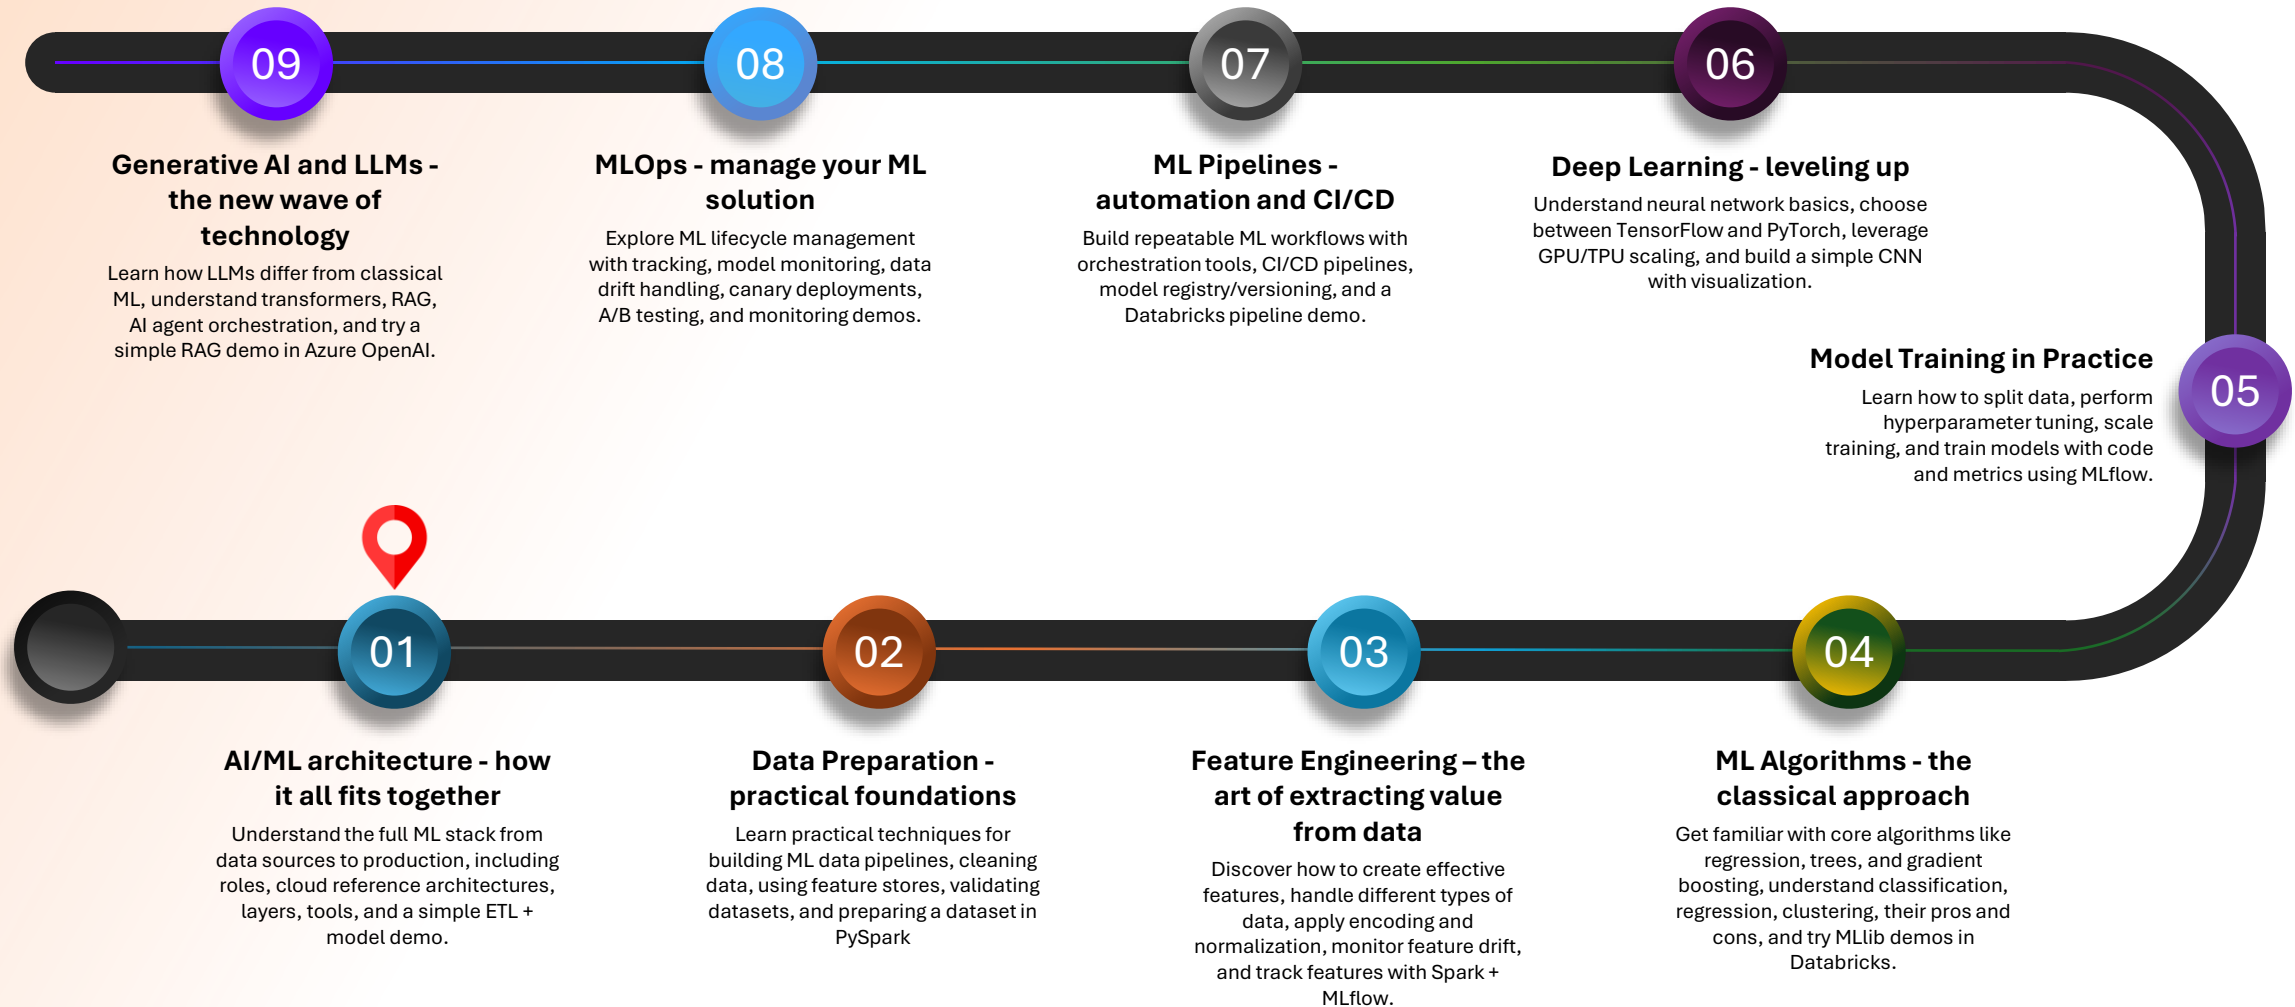 09
08
07
06
Generative AI and LLMs -
the new wave of
technology
Learn how LLMs differ from classical
ML, understand transformers, RAG,
AI agent orchestration, and try a
simple RAG demo in Azure OpenAI.
MLOps - manage your ML
solution
Explore ML lifecycle management
with tracking, model monitoring, data
drift handling, canary deployments,
A/B testing, and monitoring demos.
ML Pipelines -
automation and CI/CD
Build repeatable ML workflows with
orchestration tools, CI/CD pipelines,
model registry/versioning, and a
Databricks pipeline demo.
Deep Learning - leveling up
Understand neural network basics, choose
between TensorFlow and PyTorch, leverage
GPU/TPU scaling, and build a simple CNN
with visualization.
Model Training in Practice
Learn how to split data, perform
hyperparameter tuning, scale
training, and train models with code
and metrics using MLflow.
05
01
02
03
04
AI/ML architecture - how
it all fits together
Understand the full ML stack from
data sources to production, including
roles, cloud reference architectures,
layers, tools, and a simple ETL +
model demo.
Data Preparation -
practical foundations
Learn practical techniques for
building ML data pipelines, cleaning
data, using feature stores, validating
datasets, and preparing a dataset in
PySpark
Feature Engineering – the
art of extracting value
from data
Discover how to create effective
features, handle different types of
data, apply encoding and
normalization, monitor feature drift,
and track features with Spark +
MLflow.
ML Algorithms - the
classical approach
Get familiar with core algorithms like
regression, trees, and gradient
boosting, understand classification,
regression, clustering, their pros and
cons, and try MLlib demos in
Databricks.